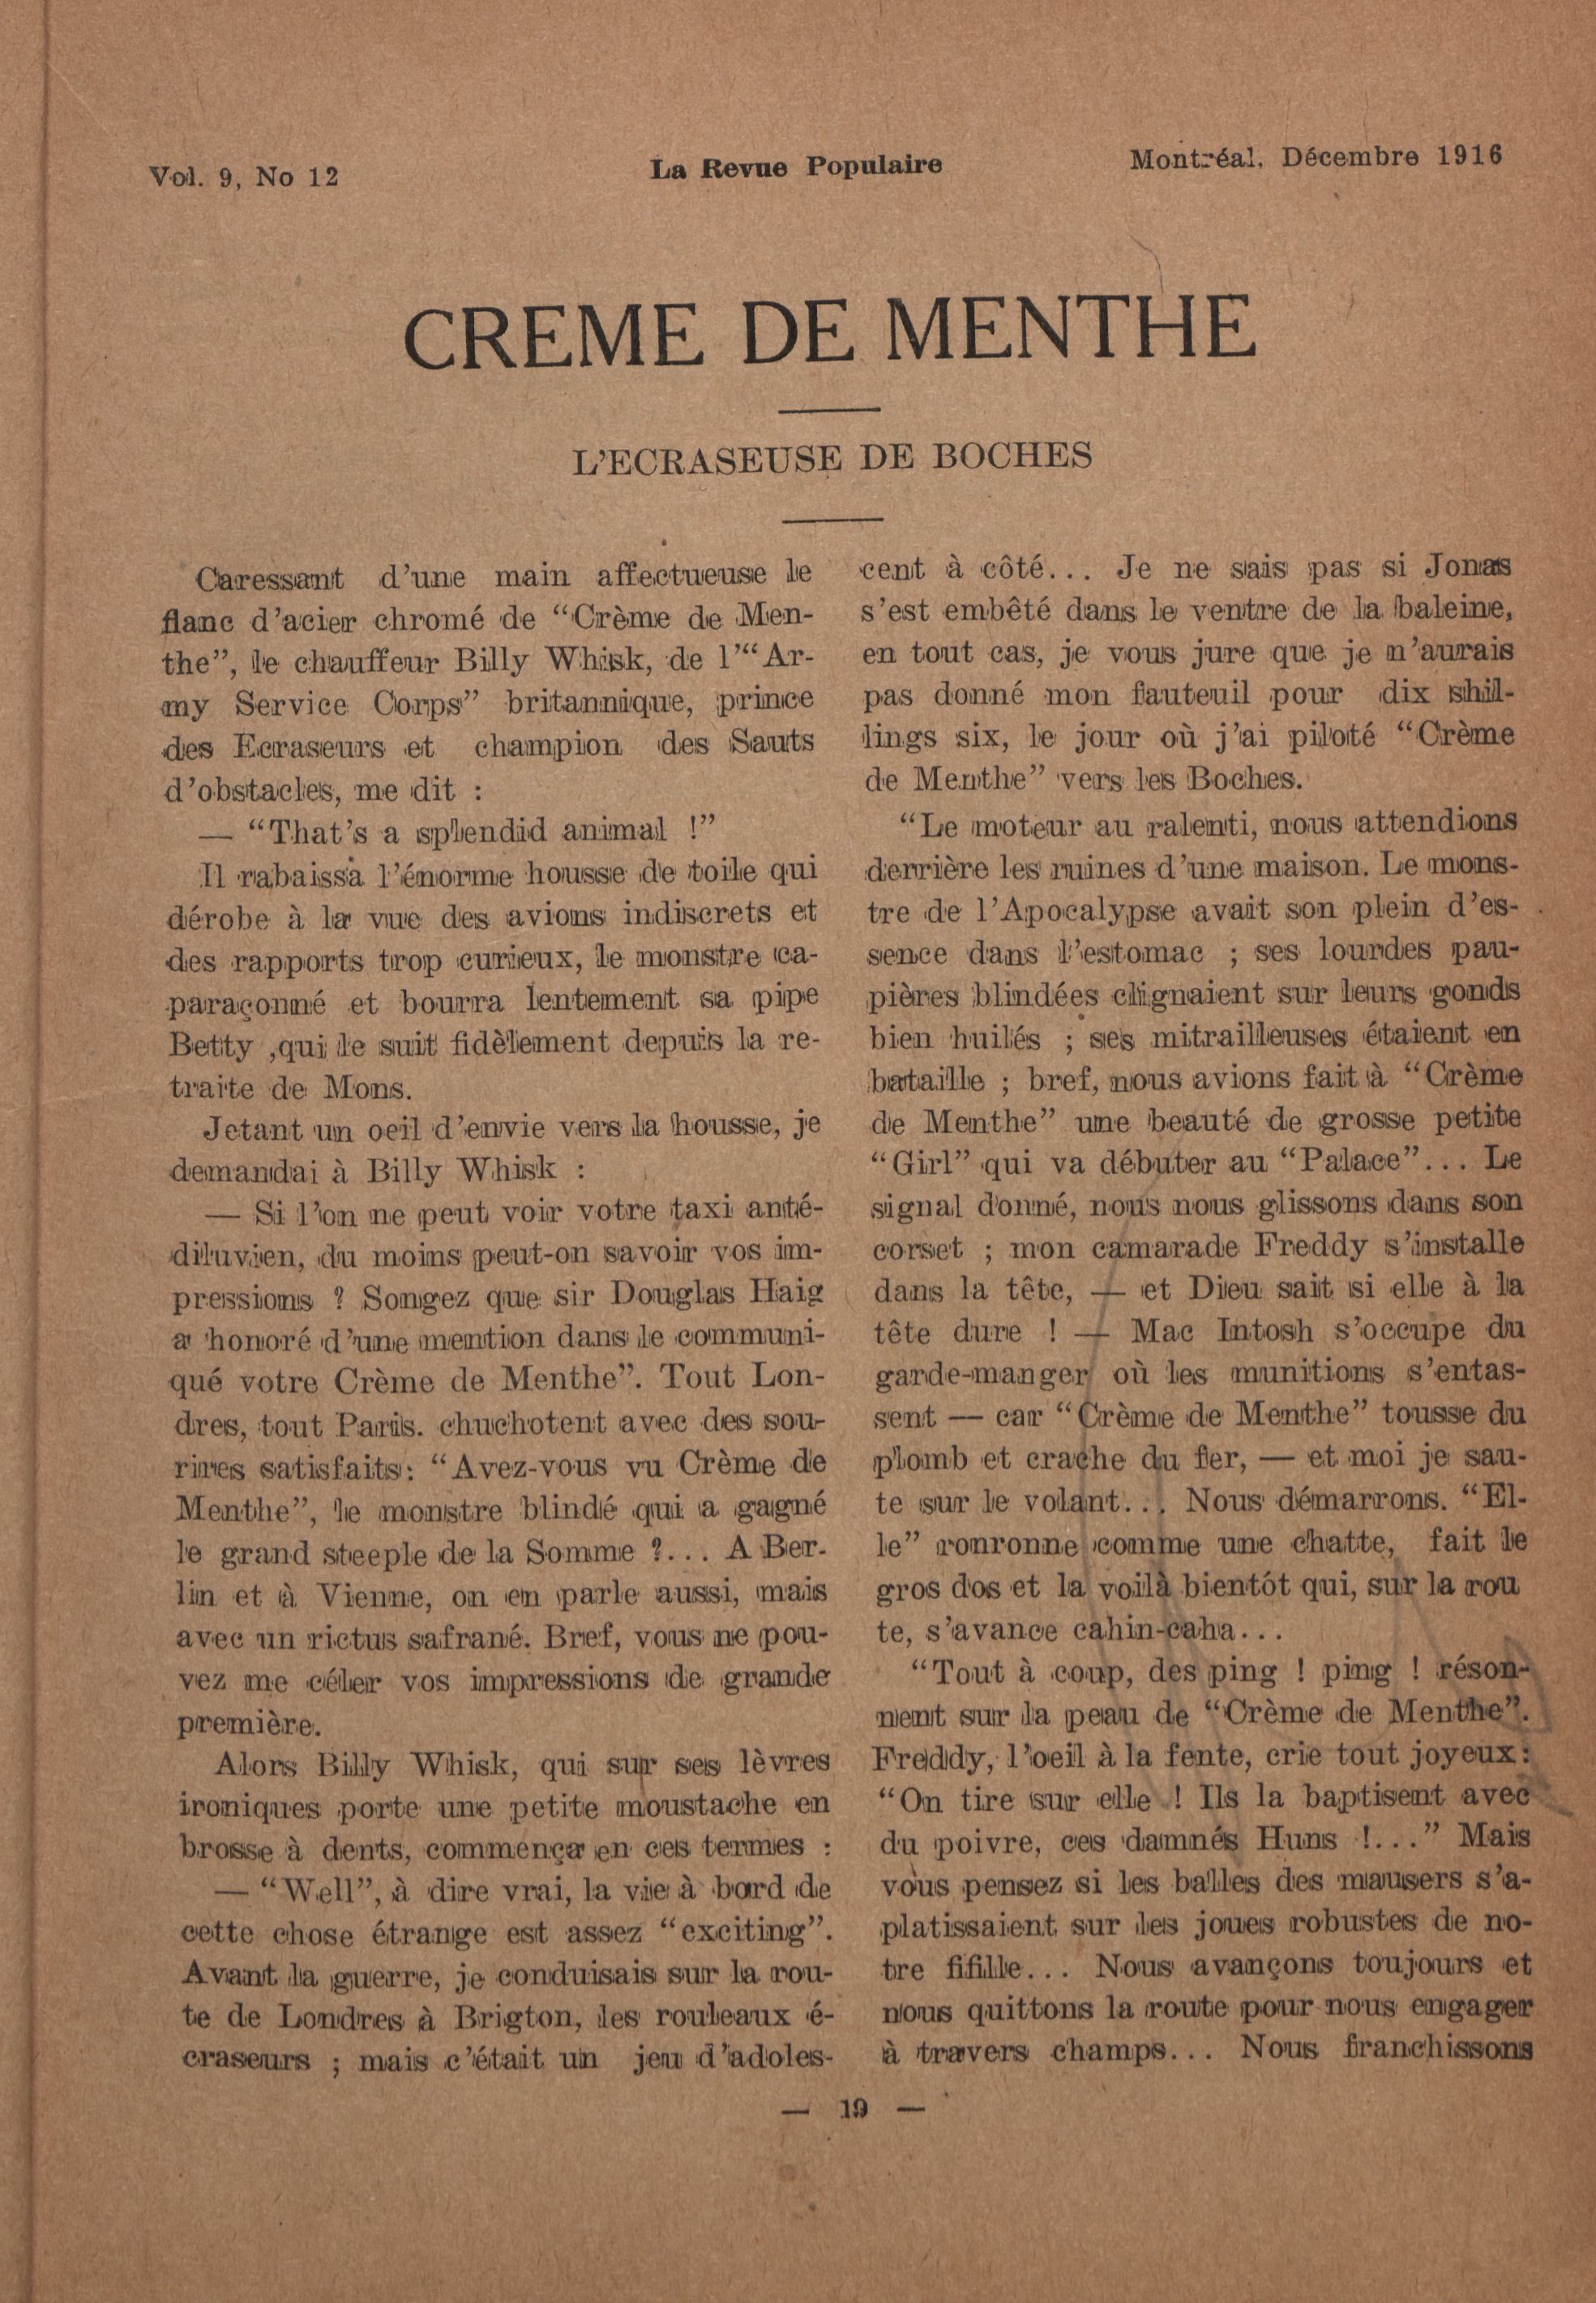 Vol. 9, No 12
La Revue Populaire
Montréal, Décembre 1916
CREME DE MENTHE
L'ECRASEUSE DE BOCHES
Caressant d'une main affectueuse le
flanc d'acier chromé de “Crème de Men-
the”, le chauffeur Billy Whisk, de l'“Ar-
my Service Corps” britannique, prince
des Ecraseurs et champion des Sauts
d'obstacles, me dit :
— “That's a splendid animal !”
Il rabaissa l'énorme housse de toile qui
dérobe à la vue des avions indiscrets et
des rapports trop curieux, le monstre ca-
paraçonné et bourra lentement sa pipe
Betty ,qui le suit fidèlement depuis la re-
traite de Mons.
Jetant un oeil d'envie vers la housse, je
demandai à Billy Whisk :
— Si l'on ne peut voir votre taxi anté-
diluvien, du moins peut-on savoir vos im-
pressions ? Songez que sir Douglas Haig
a honoré d'une mention dans le communi-
qué votre Crème de Menthe”. Tout Lon-
dres, tout Paris. chuchotent avec des sou-
rires satisfaits: “Avez-vous vu Crème de
Menthe”, le monstre blindé qui a gagné
le grand steeple de la Somme ?... A Ber-
lin et à Vienne, on en parle aussi, mais
avec un rictus safrané. Bref, vous ne pou-
vez me céler vos impressions de grande
première.
Alors Billy Whisk, qui sur ses lèvres
ironiques porte une petite moustache en
brosse à dents, commença en ces termes :
— “Well”, à dire vrai, la vie à bord de
cette chose étrange est assez “exciting”.
Avant la guerre, je conduisais sur la rou-
te de Londres à Brigton, les rouleaux é-
craseurs ; mais c'était un jeu d'adoles-
cent à côté... Je ne sais pas si Jonas
s'est embêté dans le ventre de la baleine,
en tout cas, je vous jure que je n'aurais
pas donné mon fauteuil pour dix shil-
lings six, le jour où j'ai piloté “Crème
de Menthe” vers les Boches.
“Le moteur au ralenti, nous attendions
derrière les ruines d'une maison. Le mons-
tre de l'Apocalypse avait son plein d'es-
sence dans l'estomac ; ses lourdes pau-
pières blindées clignaient sur leurs gonds
bien huilés ; ses mitrailleuses étaient en
bataille ; bref, nous avions fait à “Crème
de Menthe” une beauté de grosse petite
“Girl” qui va débuter au “Palace”... Le
signal donné, nous nous glissons dans son
corset ; mon camarade Freddy s'installe
dans la tête, — et Dieu sait si elle à la
tête dure ! — Mac Intosh s'occupe du
garde-manger où les munitions s'entas-
sent — car “Crème de Menthe” tousse du
plomb et crache du fer, — et moi je sau-
te sur le volant... Nous démarrons. “El-
le” ronronne comme une chatte, fait le
gros dos et la voilà bientôt qui, sur la rou
te, s'avance cahin-caha...
“Tout à coup, des ping ! ping ! réson-
nent sur la peau de “Crème de Menthe”.
Freddy, l'oeil à la fente, crie tout joyeux:
“On tire sur elle ! Ils la baptisent avec
du poivre, ces damnés Huns !...” Mais
vous pensez si les balles des mausers s'a-
platissaient sur les joues robustes de no-
tre fifille... Nous avançons toujours et
nous quittons la route pour nous engager
à travers champs... Nous franchissons
— 19 —